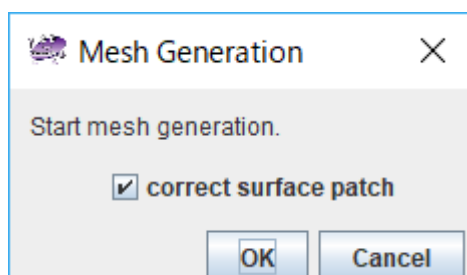 Mesh Generation
Start mesh generation.
correct surface patch
OK Cancel